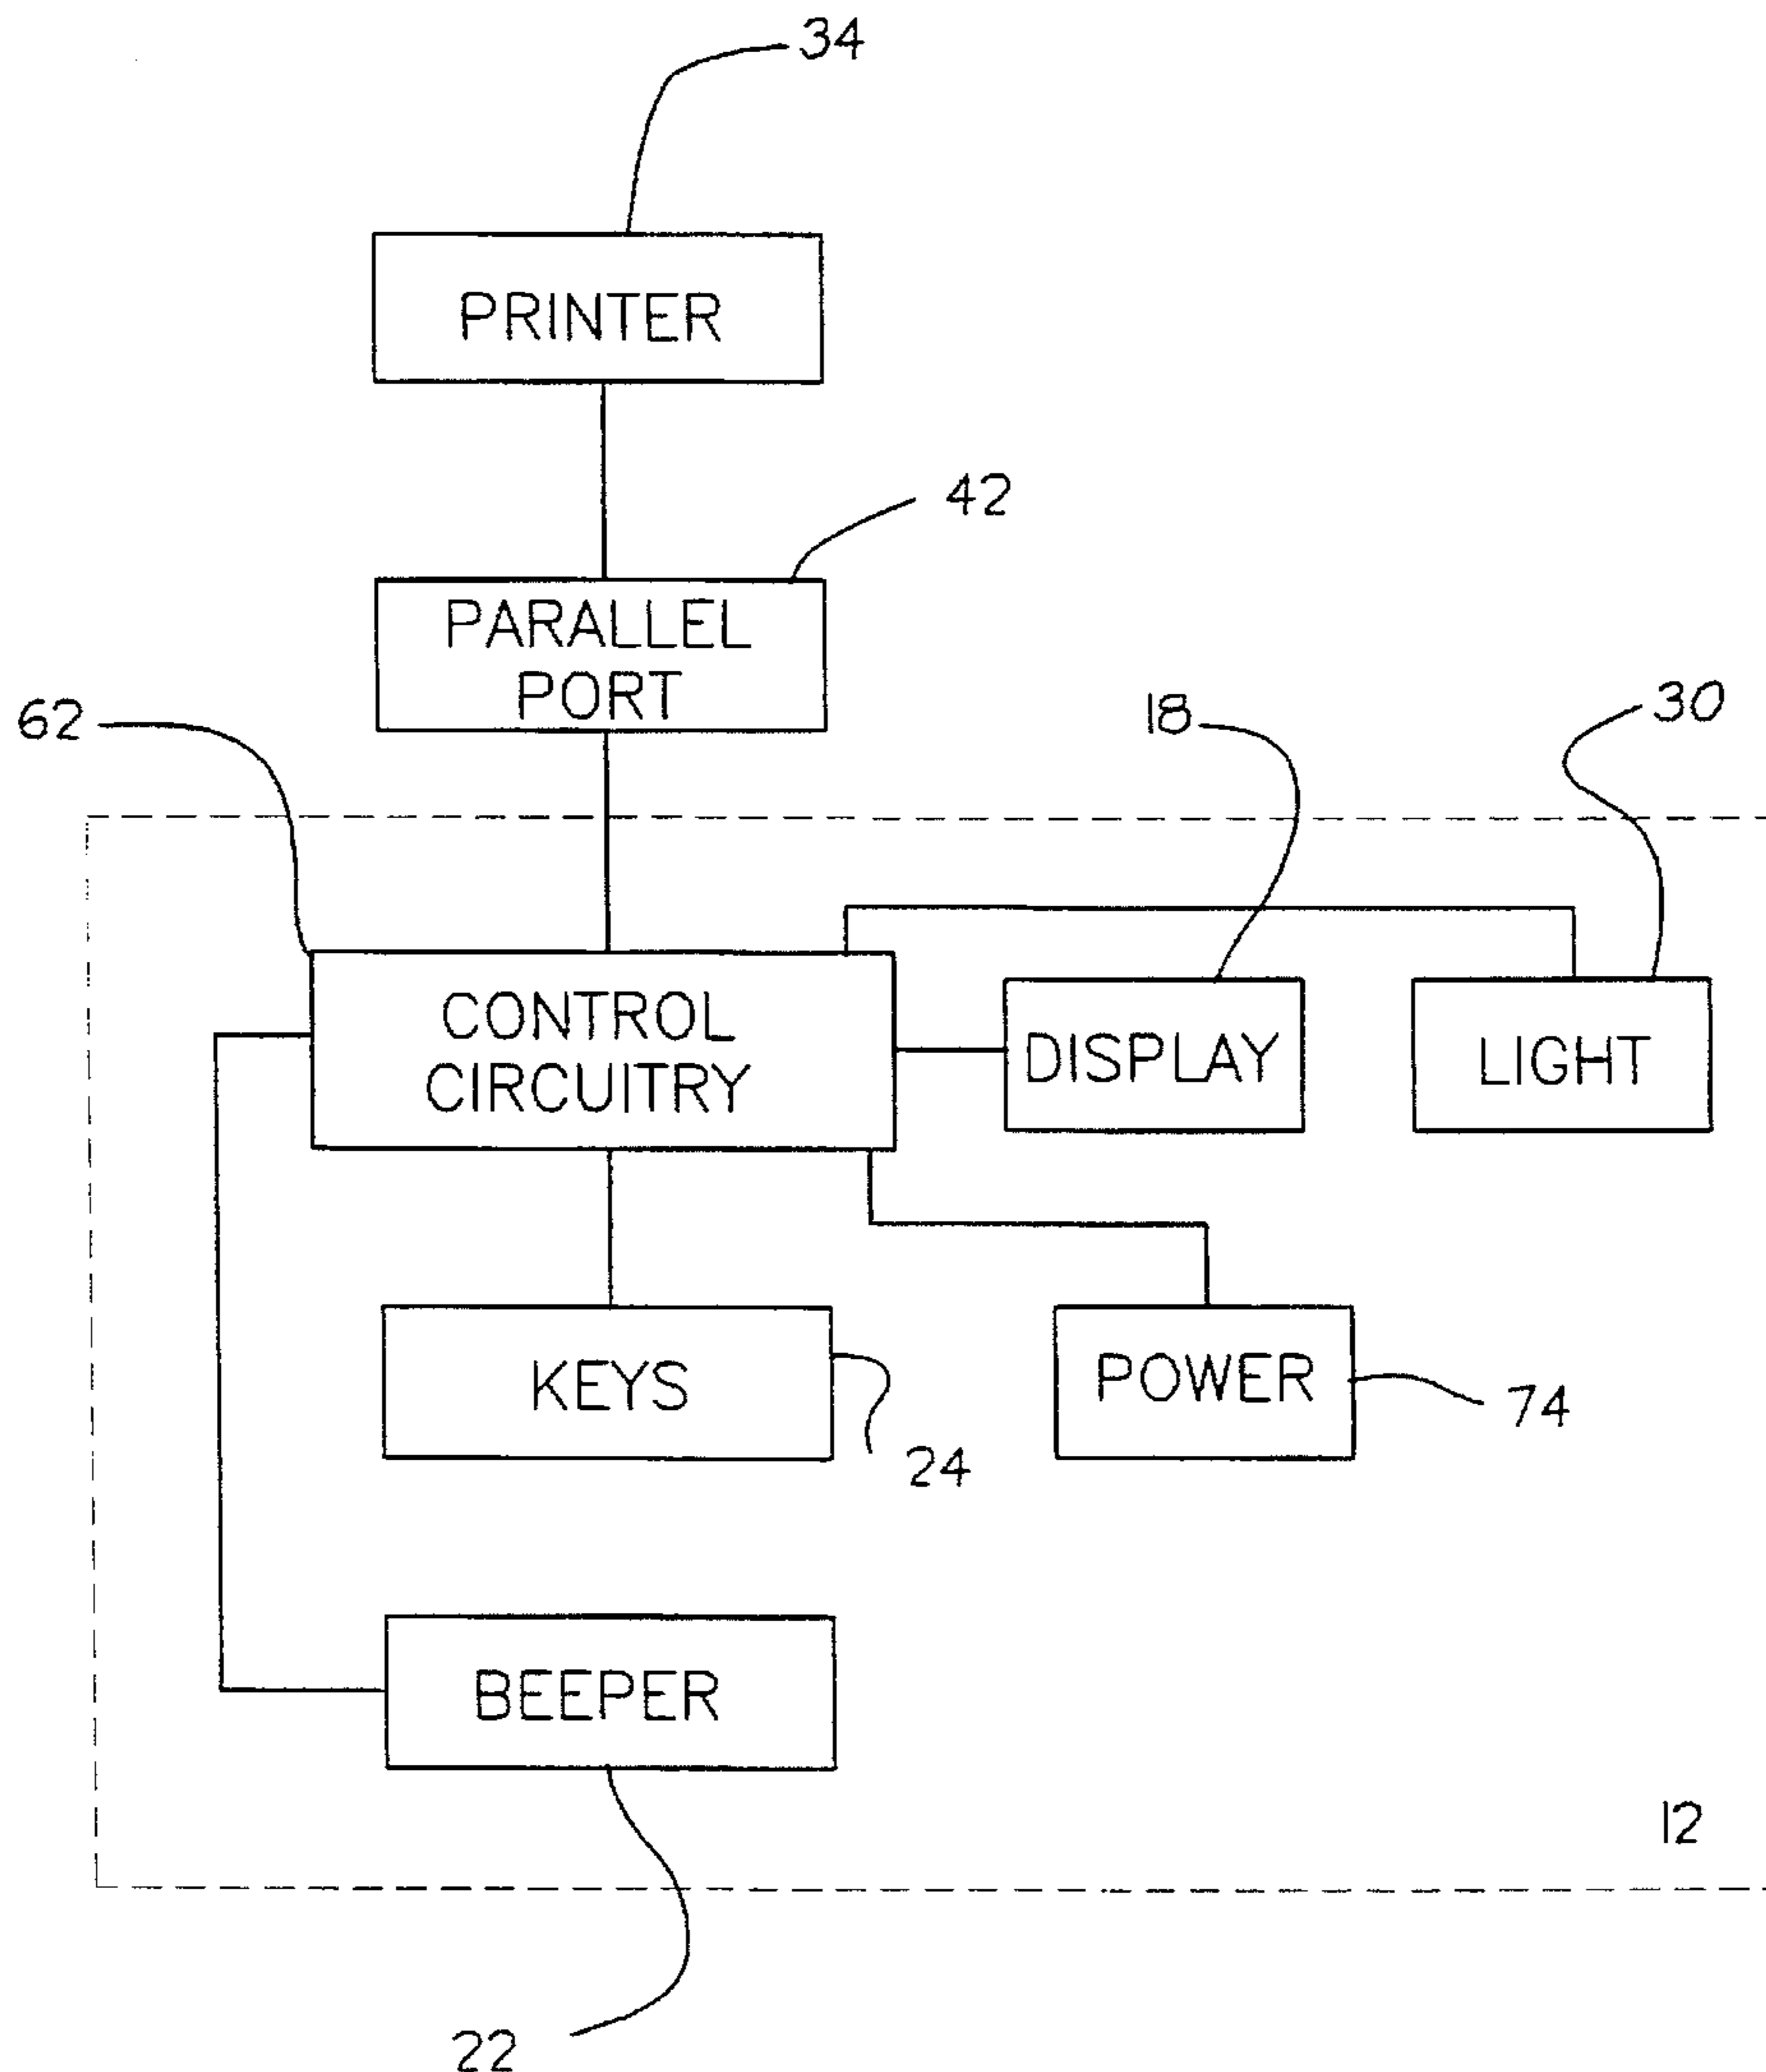 34
PRINTER
42
PARALLEL
PORT
62
18
30
CONTROL
CIRCUITRY
DISPLAY
LIGHT
KEYS
24
POWER
74
BEEPER
12
22